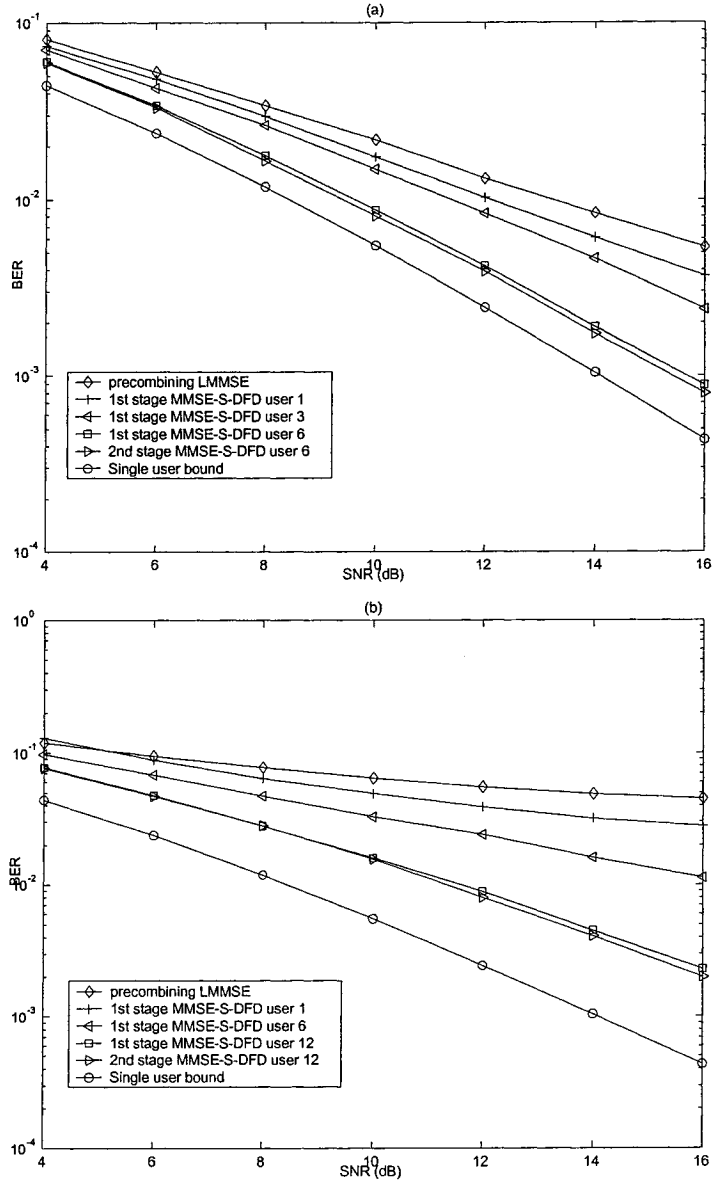 (a)
10^-1
10^-2
BER
10^-3
10^-4
precombining LMMSE
1st stage MMSE-S-DFD user 1
1st stage MMSE-S-DFD user 3
1st stage MMSE-S-DFD user 6
2nd stage MMSE-S-DFD user 6
Single user bound
4 6 8 10 12 14 16
SNR (dB)
(b)
10^0
10^-1
BER
10^-2
10^-3
10^-4
precombining LMMSE
1st stage MMSE-S-DFD user 1
1st stage MMSE-S-DFD user 6
1st stage MMSE-S-DFD user 12
2nd stage MMSE-S-DFD user 12
Single user bound
4 6 8 10 12 14 16
SNR (dB)